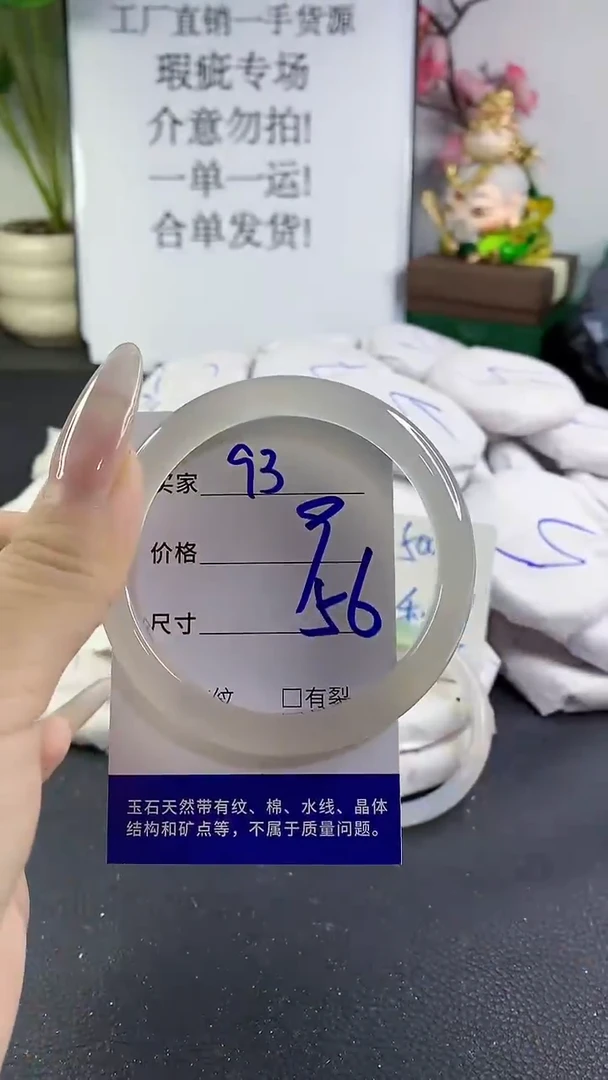 工厂直销一手货源
瑕疵专场
介意勿拍!
一单一运!
合单发货!
买家 93
价格
尺寸 56
纹 □有裂
玉石天然带有纹、棉、水线、晶体
结构和矿点等，不属于质量问题。